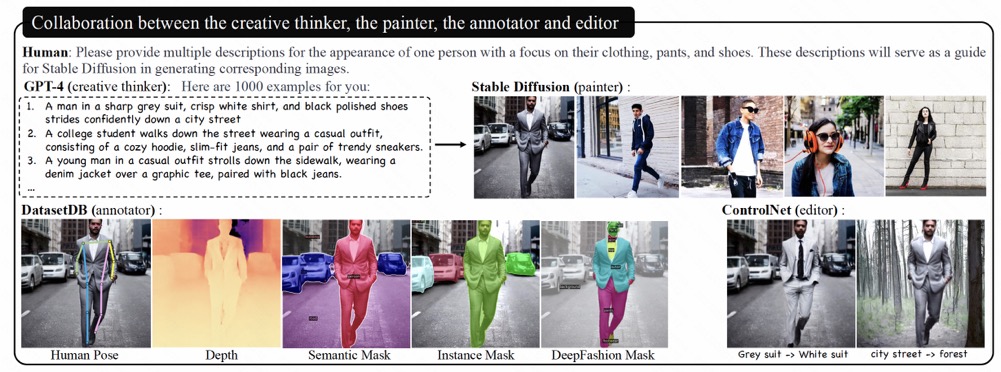 Collaboration between the creative thinker, the painter, the annotator and editor
Human: Please provide multiple descriptions for the appearance of one person with a focus on their clothing, pants, and shoes. These descriptions will serve as a guide
for Stable Diffusion in generating corresponding images.
GPT-4 (creative thinker): Here are 1000 examples for you:
1. A man in a sharp grey suit, crisp white shirt, and black polished shoes
strides confidently down a city street
2. A college student walks down the street wearing a casual outfit,
consisting of a cozy hoodie, slim-fit jeans, and a pair of trendy sneakers.
3. A young man in a casual outfit strolls down the sidewalk, wearing a
denim jacket over a graphic tee, paired with black jeans.
...
Stable Diffusion (painter) :
DatasetDB (annotator) :
Human Pose
Depth
Semantic Mask
Instance Mask
DeepFashion Mask
ControlNet (editor) :
Grey suit -> White suit
city street -> forest